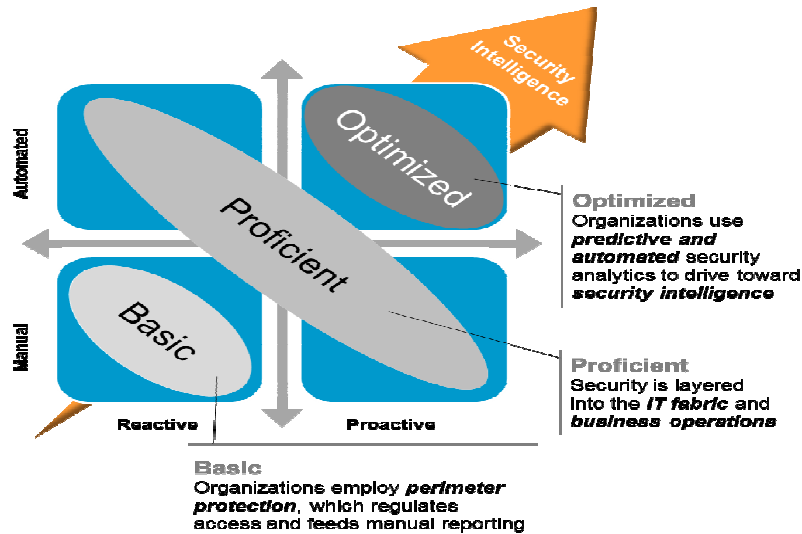 Security
Intelligence
Automated
Optimized
Proficient
Optimized
Organizations use
predictive and
automated security
analytics to drive toward
security intelligence
Manual
Basic
Proficient
Security is layered
into the IT fabric and
business operations
Reactive
Proactive
Basic
Organizations employ perimeter
protection, which regulates
access and feeds manual reporting